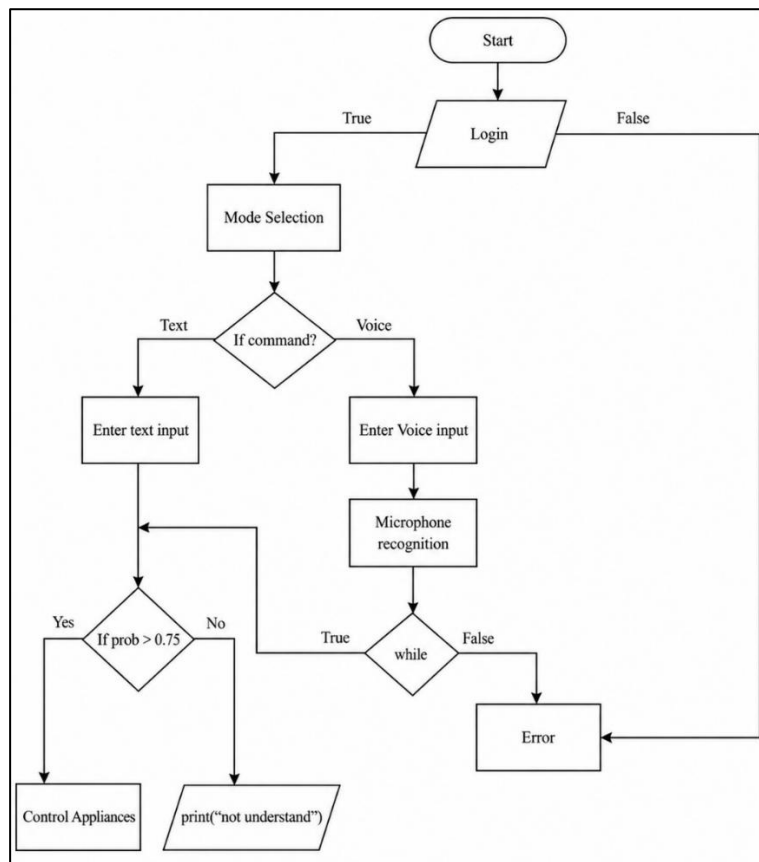 Start
True
Login
False
Mode Selection
Text
If command?
Voice
Enter text input
Enter Voice input
Microphone
recognition
Yes
If prob > 0.75
No
True
while
False
Error
Control Appliances
print(“not understand”)